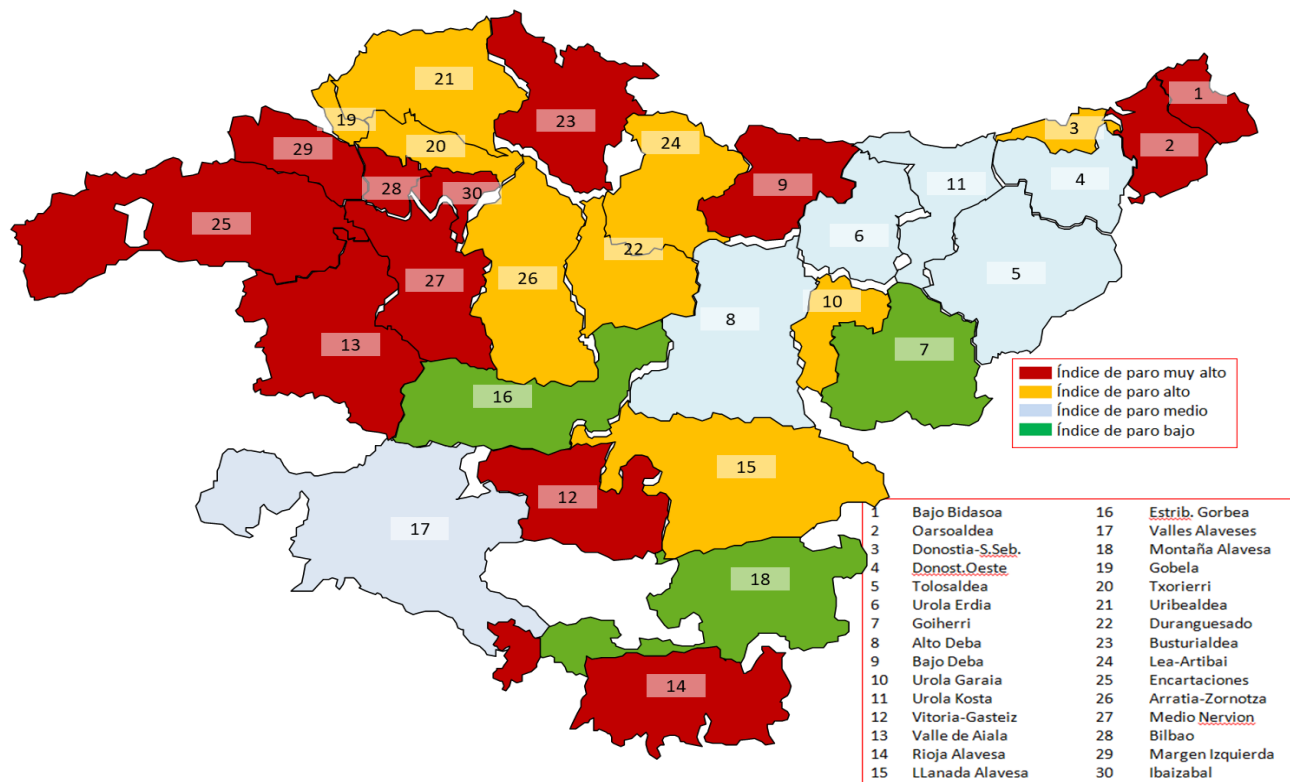 21
1
19
23
3
20
24
29
2
28
9
11
4
30
25
6
22
27
26
5
10
8
13
7
16
Índice de paro muy alto
Índice de paro alto
Índice de paro medio
Índice de paro bajo
15
12
17
18
14
1 Bajo Bidasoa 16 Estrib. Gorbea
2 Oarsoaldea 17 Valles Alaveses
3 Donostia-S.Seb. 18 Montaña Alavesa
4 Donost.Oeste 19 Gobela
5 Tolosaldea 20 Txorierri
6 Urola Erdia 21 Uribealdea
7 Goiherri 22 Duranguesado
8 Alto Deba 23 Busturialdea
9 Bajo Deba 24 Lea-Artibai
10 Urola Garaia 25 Encartaciones
11 Urola Kosta 26 Arratia-Zornotza
12 Vitoria-Gasteiz 27 Medio Nervion
13 Valle de Aiala 28 Bilbao
14 Rioja Alavesa 29 Margen Izquierda
15 LLanada Alavesa 30 Ibaizabal